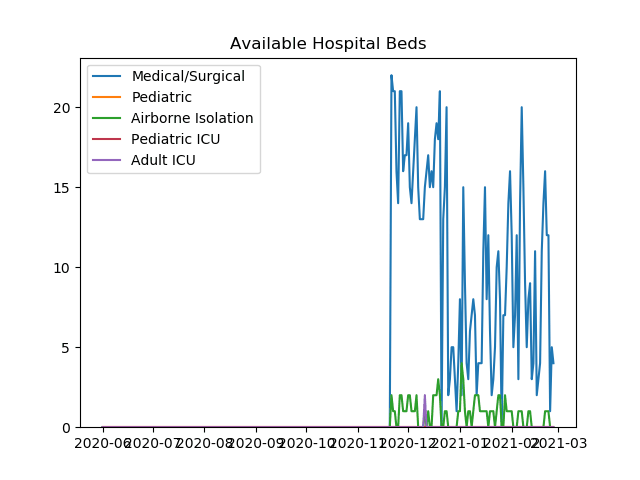 Available Hospital Beds
Medical/Surgical
Pediatric
Airborne Isolation
Pediatric ICU
Adult ICU
20
15
10
5
0
2020-06 2020-07 2020-08 2020-09 2020-10 2020-11 2020-12 2021-01 2021-02 2021-03